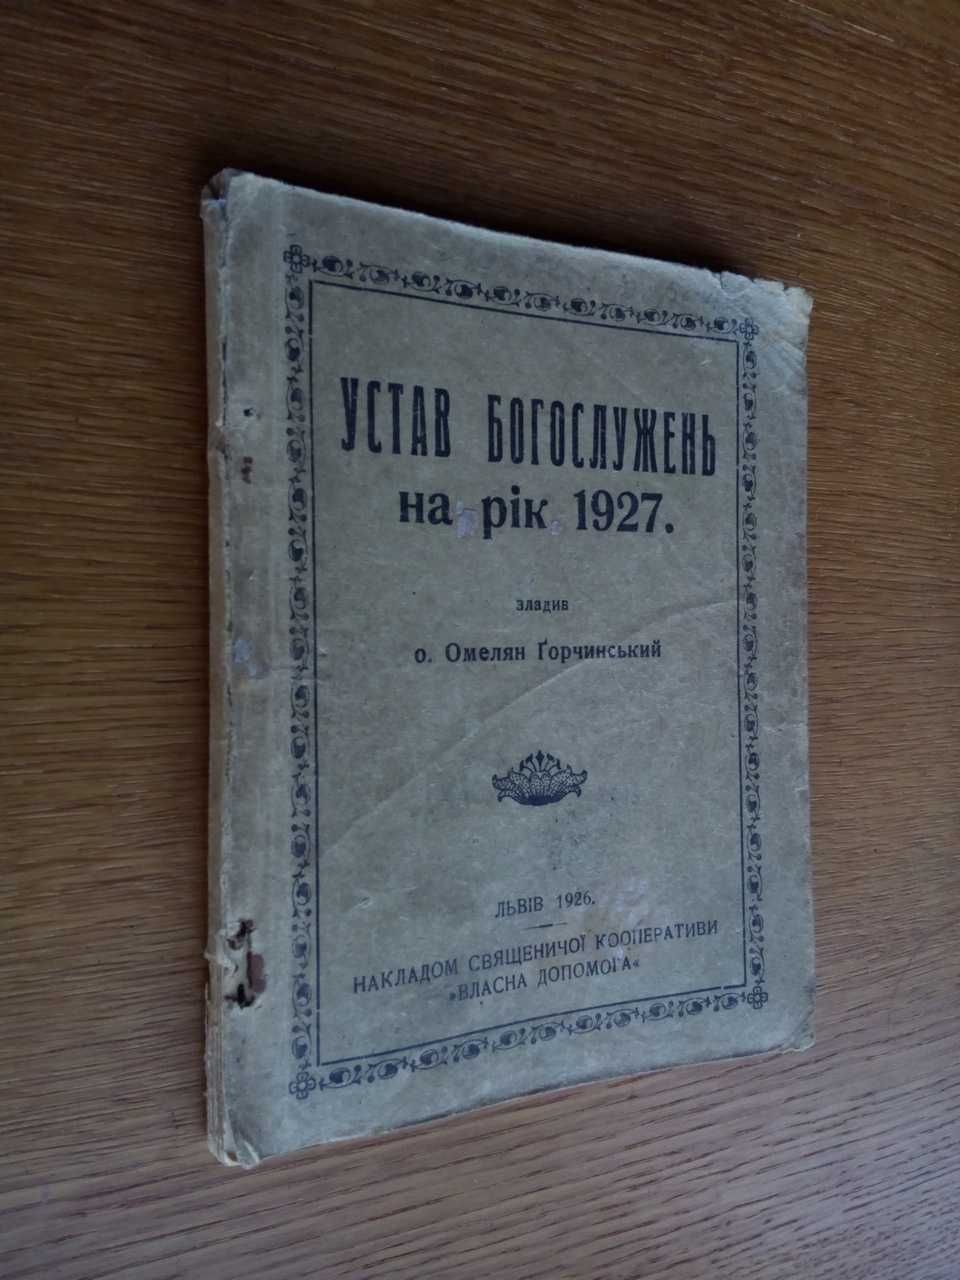 УСТАВ БОГОСЛУЖЕНЬ
на рік 1927.
зладив
о. Омелян Ґорчинський
ЛЬВІВ 1926.
НАКЛАДОМ СВЯЩЕНИЧОЇ КООПЕРАТИВИ
»ВЛАСНА ДОПОМОГА«